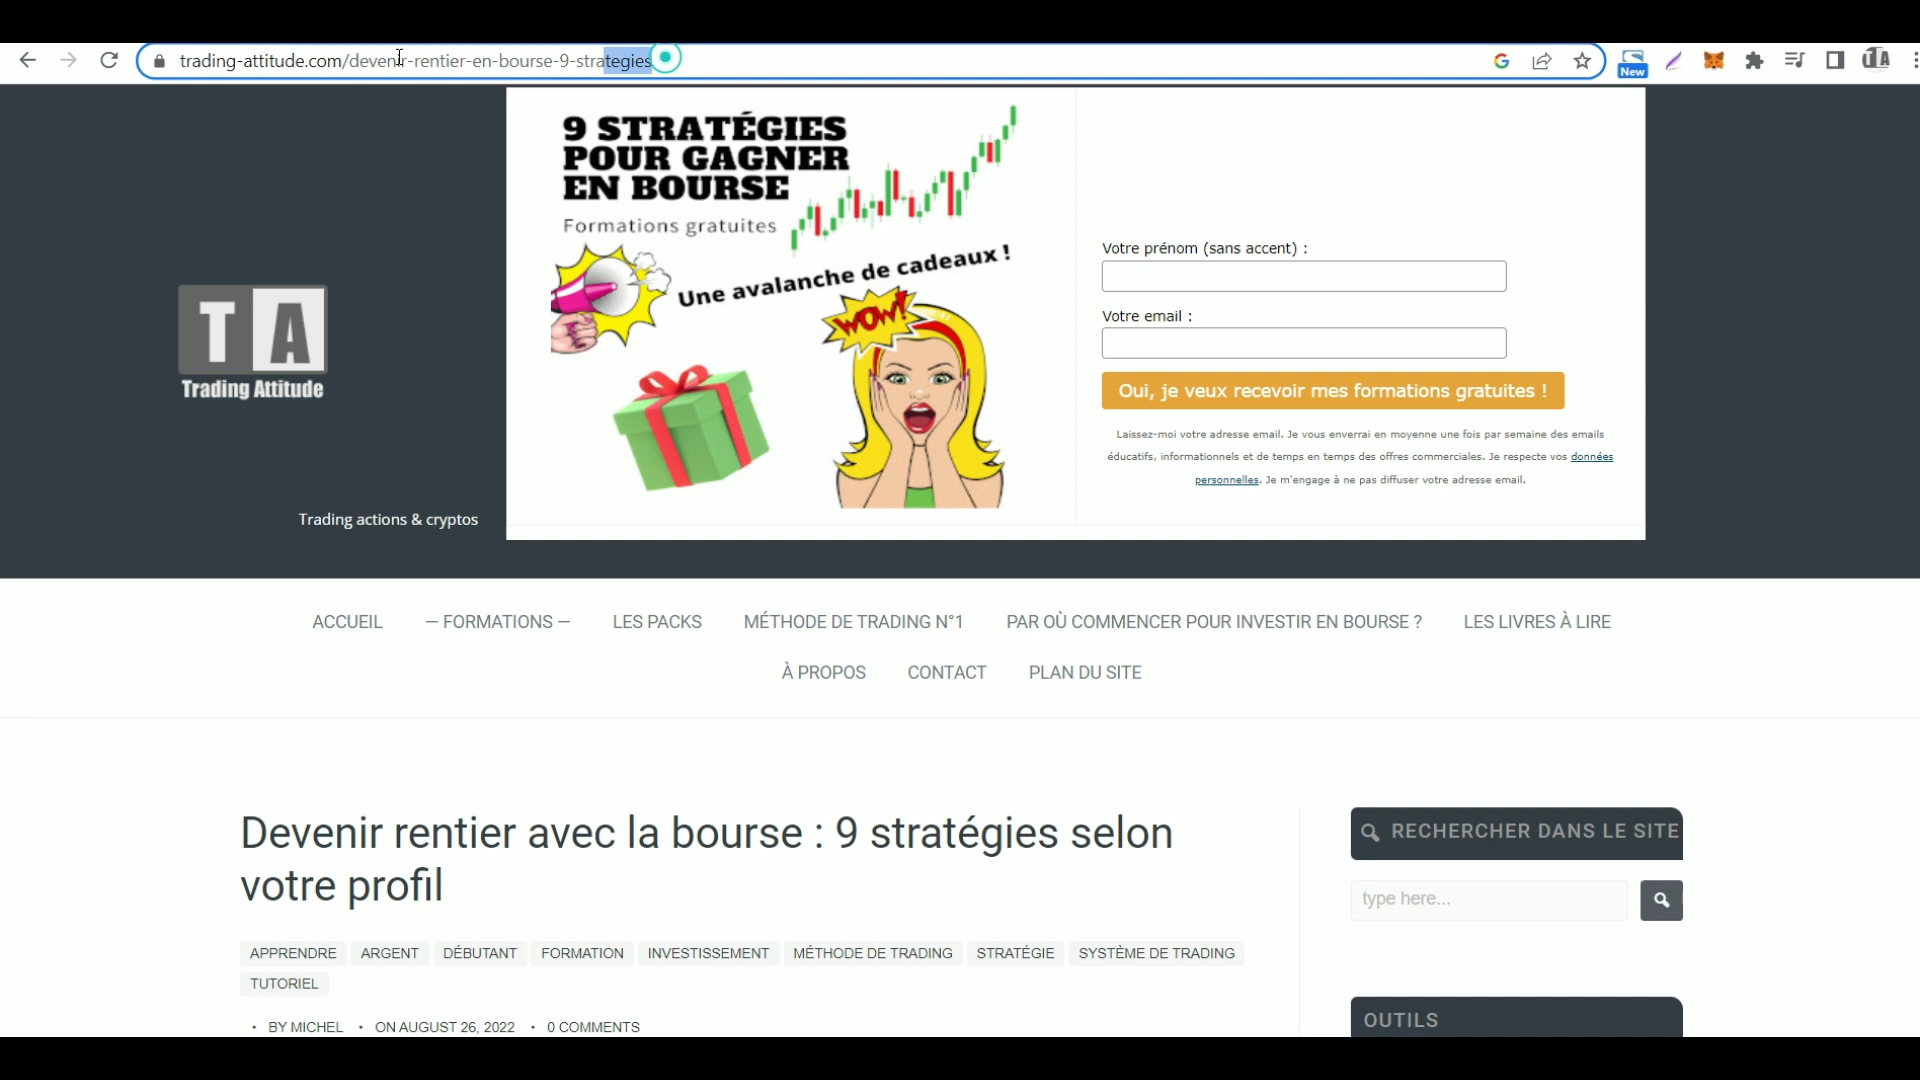 trading-attitude.com/devenir-rentier-en-bourse-9-strategies
New
TA
9 STRATÉGIES
POUR GAGNER
EN BOURSE
Formations gratuites
Une avalanche de cadeaux !
WOW!
Votre prénom (sans accent) :
Votre email :
Oui, je veux recevoir mes formations gratuites !
Laissez-moi votre adresse email. Je vous enverrai en moyenne une fois par semaine des emails
éducatifs, informationnels et de temps en temps des offres commerciales. Je respecte vos données
personnelles. Je m'engage à ne pas diffuser votre adresse email.
TA
Trading Attitude
Trading actions & cryptos
ACCUEIL — FORMATIONS — LES PACKS MÉTHODE DE TRADING N°1 PAR OÙ COMMENCER POUR INVESTIR EN BOURSE ? LES LIVRES À LIRE
À PROPOS CONTACT PLAN DU SITE
Devenir rentier avec la bourse : 9 stratégies selon
votre profil
APPRENDRE ARGENT DÉBUTANT FORMATION INVESTISSEMENT MÉTHODE DE TRADING STRATÉGIE SYSTÈME DE TRADING
TUTORIEL
• BY MICHEL • ON AUGUST 26, 2022 • 0 COMMENTS
RECHERCHER DANS LE SITE
type here...
OUTILS